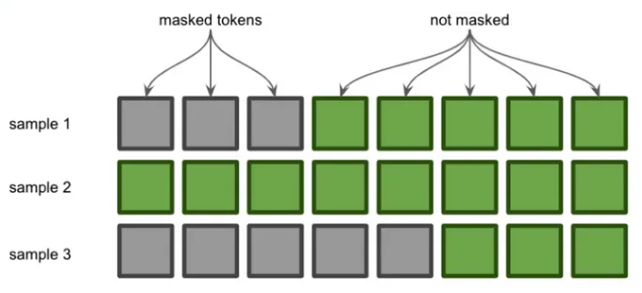 masked tokens
not masked
sample 1
sample 2
sample 3